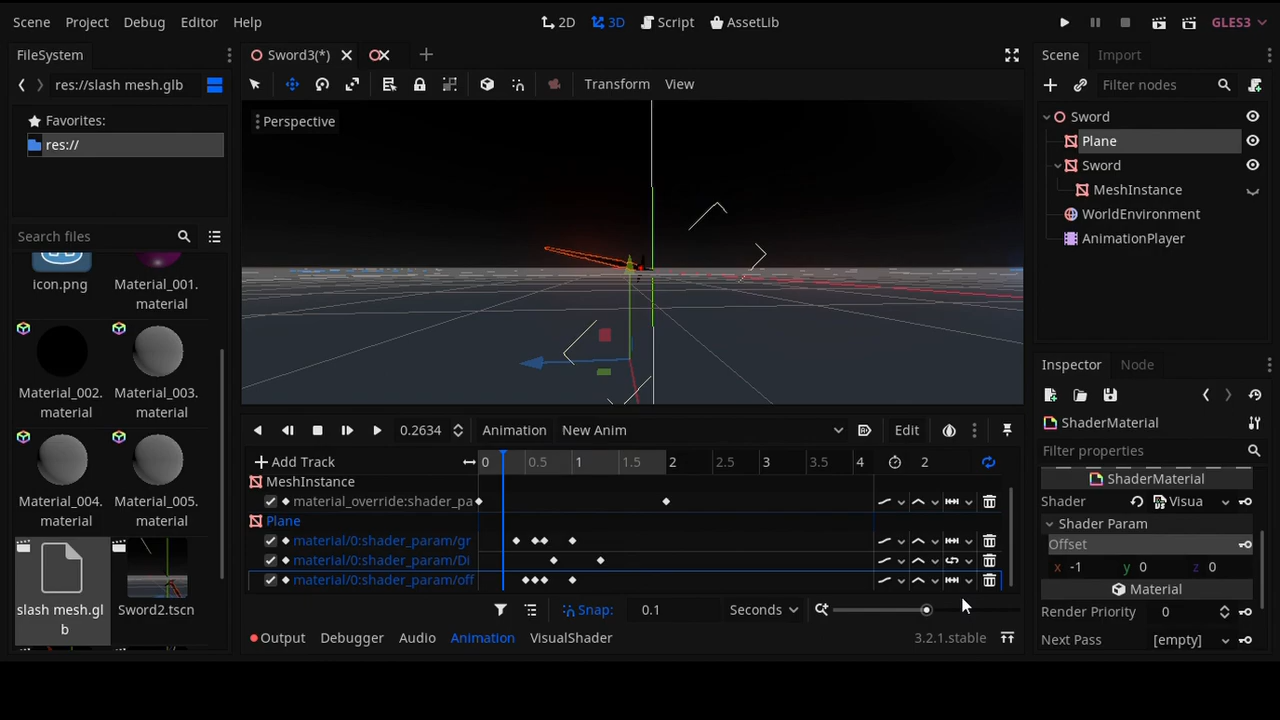 Scene Project Debug Editor Help 2D 3D Script AssetLib GLES3
FileSystem
res://slash mesh.glb
Favorites:
res://
Search files
icon.png
Material_001.
material
Material_002.
material
Material_003.
material
Material_004.
material
Material_005.
material
slash mesh.gl
b
Sword2.tscn
Sword3(*)
Transform View
Perspective
0.2634 Animation New Anim Edit
Add Track 0 0.5 1 1.5 2 2.5 3 3.5 4 2
MeshInstance
material_override:shader_pa
Plane
material/0:shader_param/gr
material/0:shader_param/DI
material/0:shader_param/off
Snap: 0.1 Seconds
Output Debugger Audio Animation VisualShader 3.2.1.stable
Scene Import
Filter nodes
Sword
Plane
Sword
MeshInstance
WorldEnvironment
AnimationPlayer
Inspector Node
ShaderMaterial
Filter properties
ShaderMaterial
Shader Visua
Shader Param
Offset
x -1 y 0 z 0
Material
Render Priority 0
Next Pass [empty]